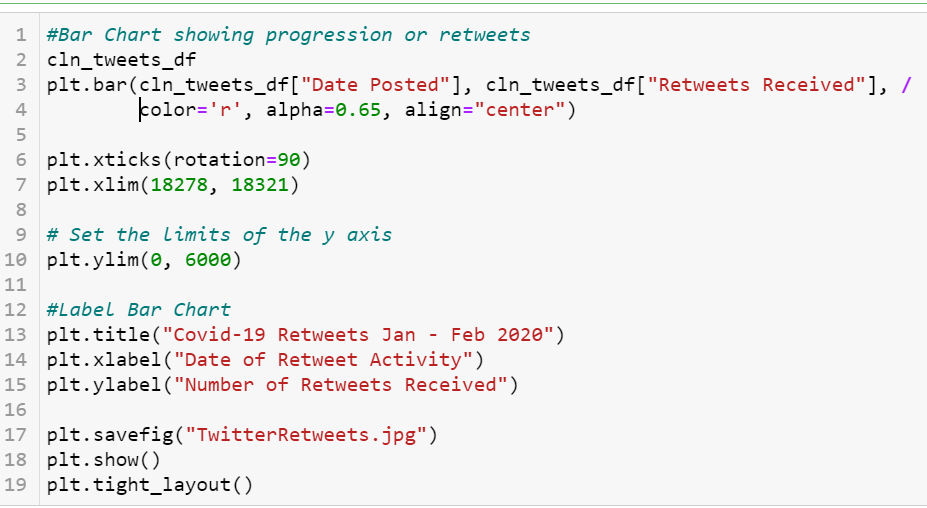 1 #Bar Chart showing progression or retweets
2 cln_tweets_df
3 plt.bar(cln_tweets_df["Date Posted"], cln_tweets_df["Retweets Received"], /
4         color='r', alpha=0.65, align="center")
5
6 plt.xticks(rotation=90)
7 plt.xlim(18278, 18321)
8
9 # Set the limits of the y axis
10 plt.ylim(0, 6000)
11
12 #Label Bar Chart
13 plt.title("Covid-19 Retweets Jan - Feb 2020")
14 plt.xlabel("Date of Retweet Activity")
15 plt.ylabel("Number of Retweets Received")
16
17 plt.savefig("TwitterRetweets.jpg")
18 plt.show()
19 plt.tight_layout()